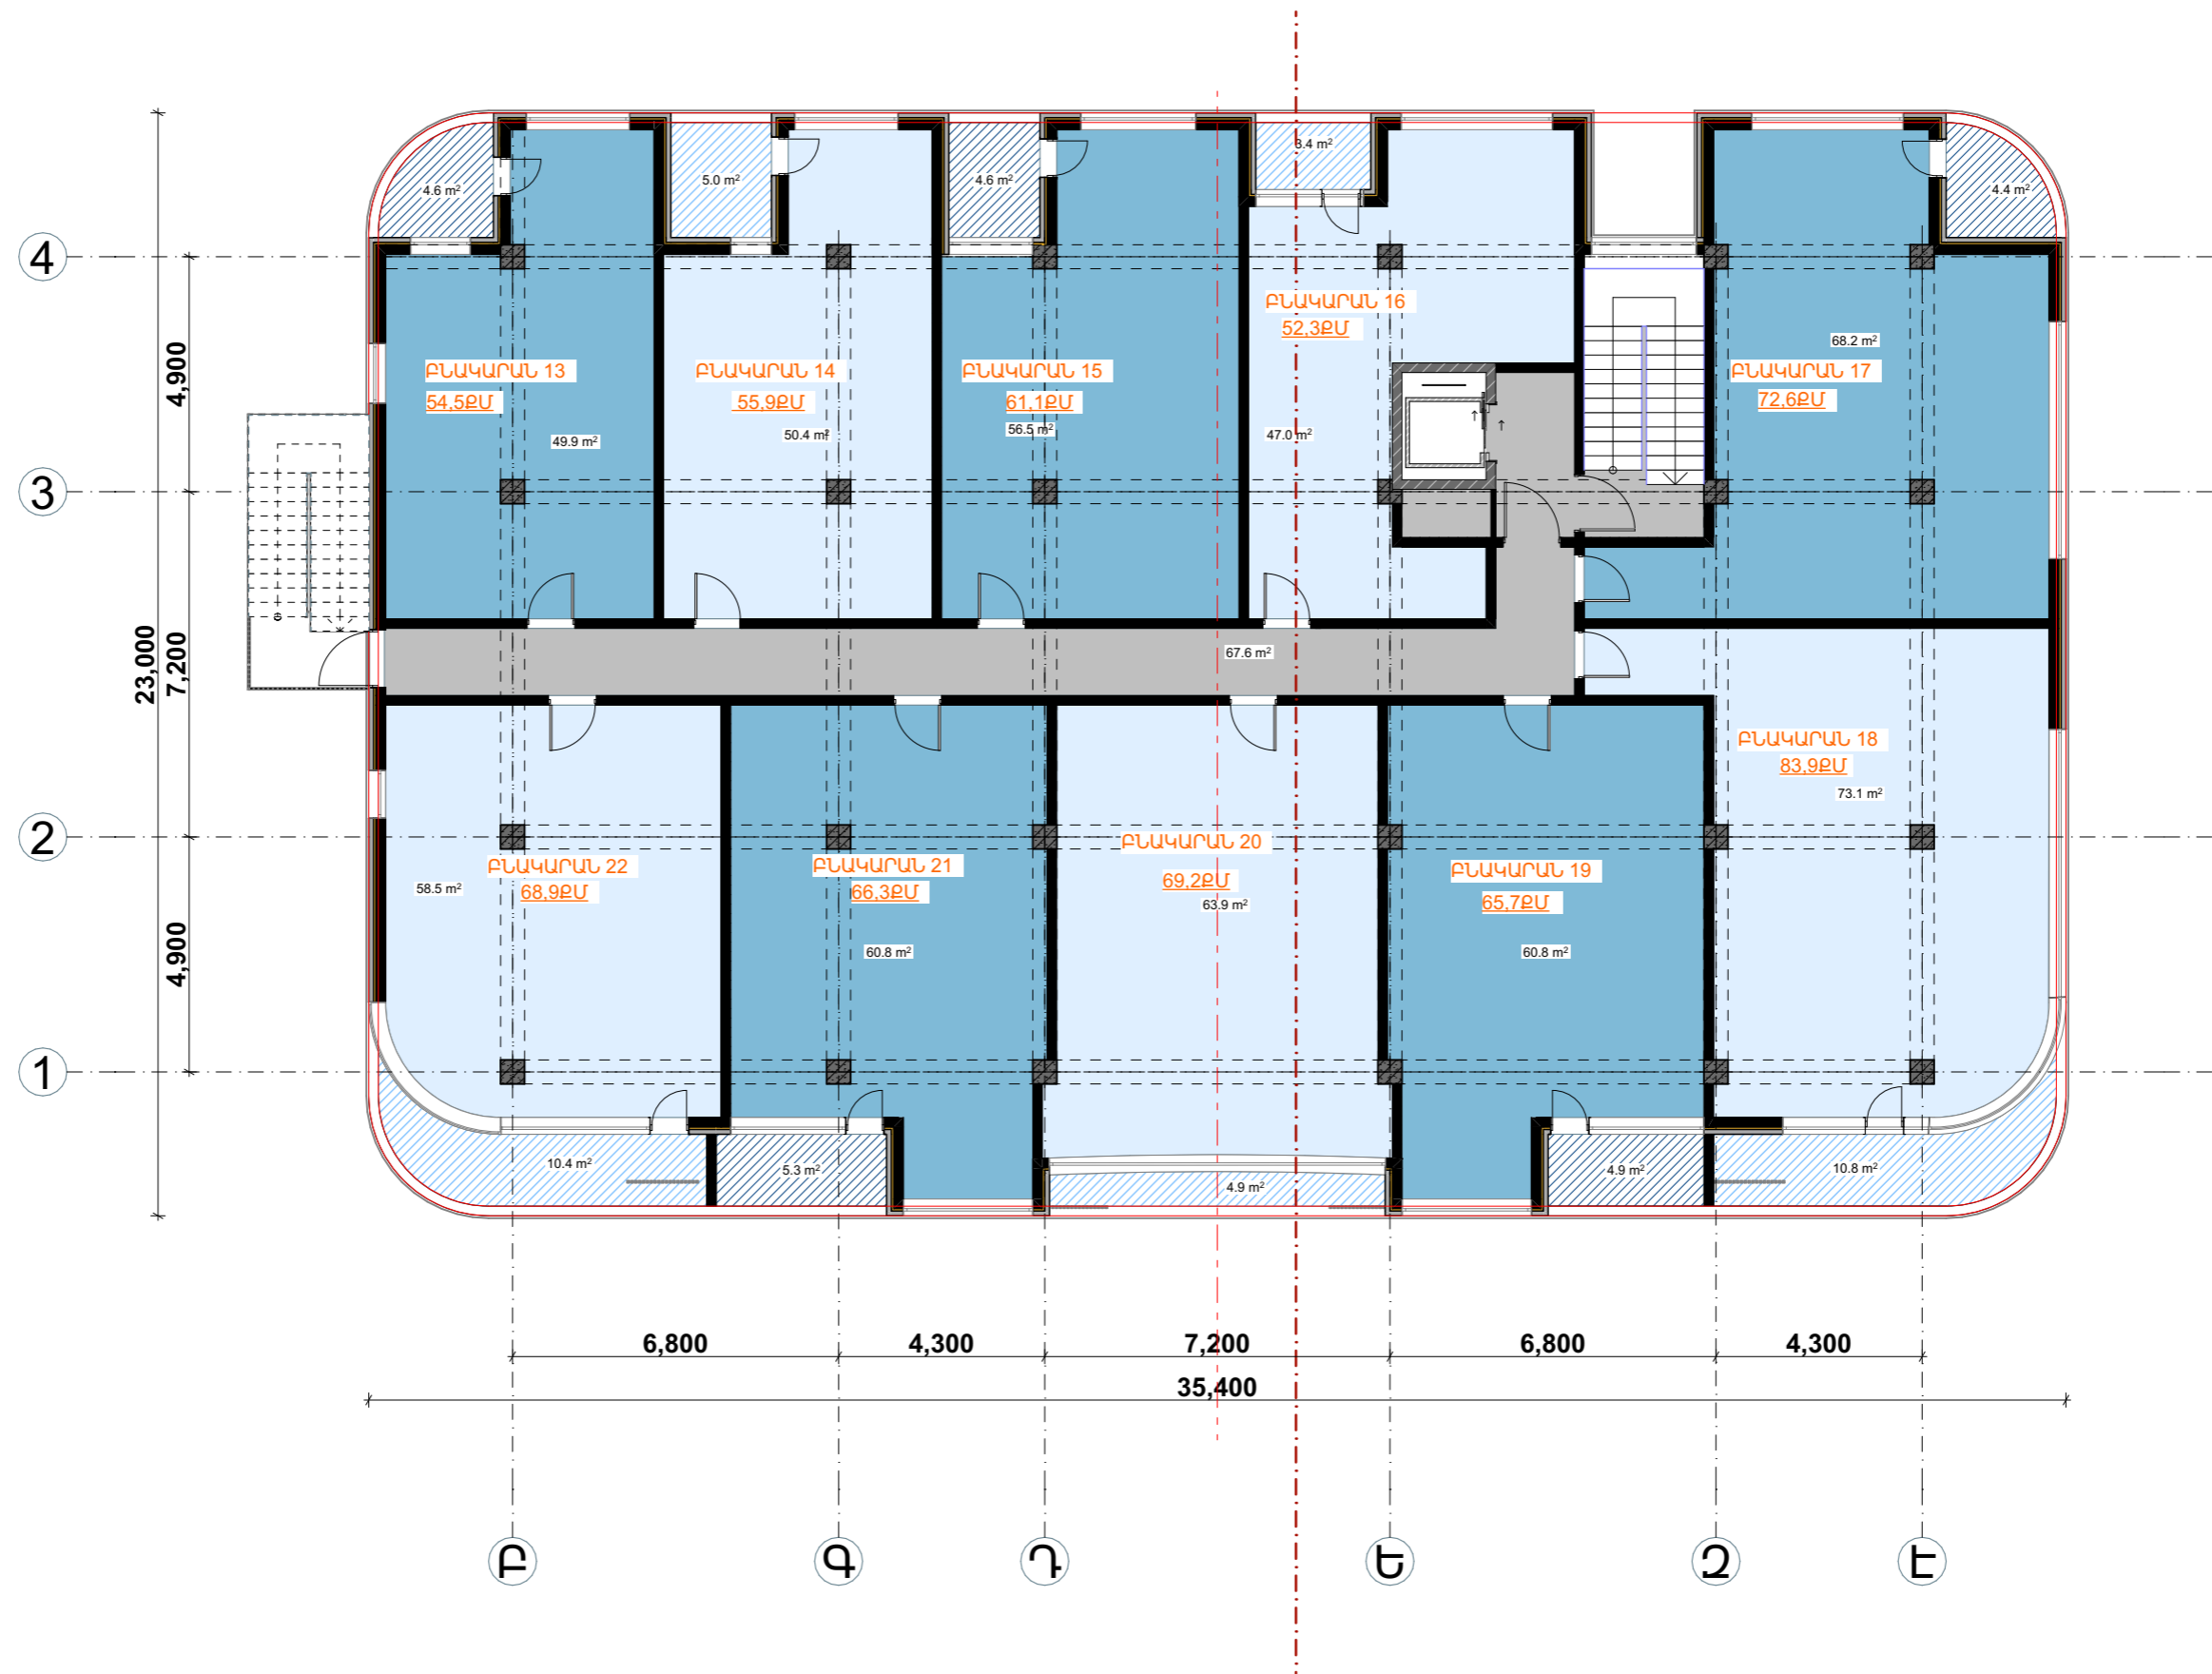 3.4 m²
4.6 m²
5.0 m²
4.6 m²
4.4 m²
4
ԲՆԱԿԱՐԱՆ 16
52,3ՔՄ
68.2 m²
4,900
ԲՆԱԿԱՐԱՆ 13
54,5ՔՄ
49.9 m²
ԲՆԱԿԱՐԱՆ 14
55,9ՔՄ
50.4 m²
ԲՆԱԿԱՐԱՆ 15
61,1ՔՄ
56.5 m²
47.0 m²
ԲՆԱԿԱՐԱՆ 17
72,6ՔՄ
3
23,000
7,200
67.6 m²
ԲՆԱԿԱՐԱՆ 18
83,9ՔՄ
73.1 m²
2
ԲՆԱԿԱՐԱՆ 22
68,9ՔՄ
58.5 m²
ԲՆԱԿԱՐԱՆ 21
66,3ՔՄ
60.8 m²
ԲՆԱԿԱՐԱՆ 20
69,2ՔՄ
63.9 m²
ԲՆԱԿԱՐԱՆ 19
65,7ՔՄ
60.8 m²
4,900
1
10.4 m²
5.3 m²
4.9 m²
4.9 m²
10.8 m²
6,800
4,300
7,200
6,800
4,300
35,400
Բ
Գ
Դ
Ե
Զ
Է